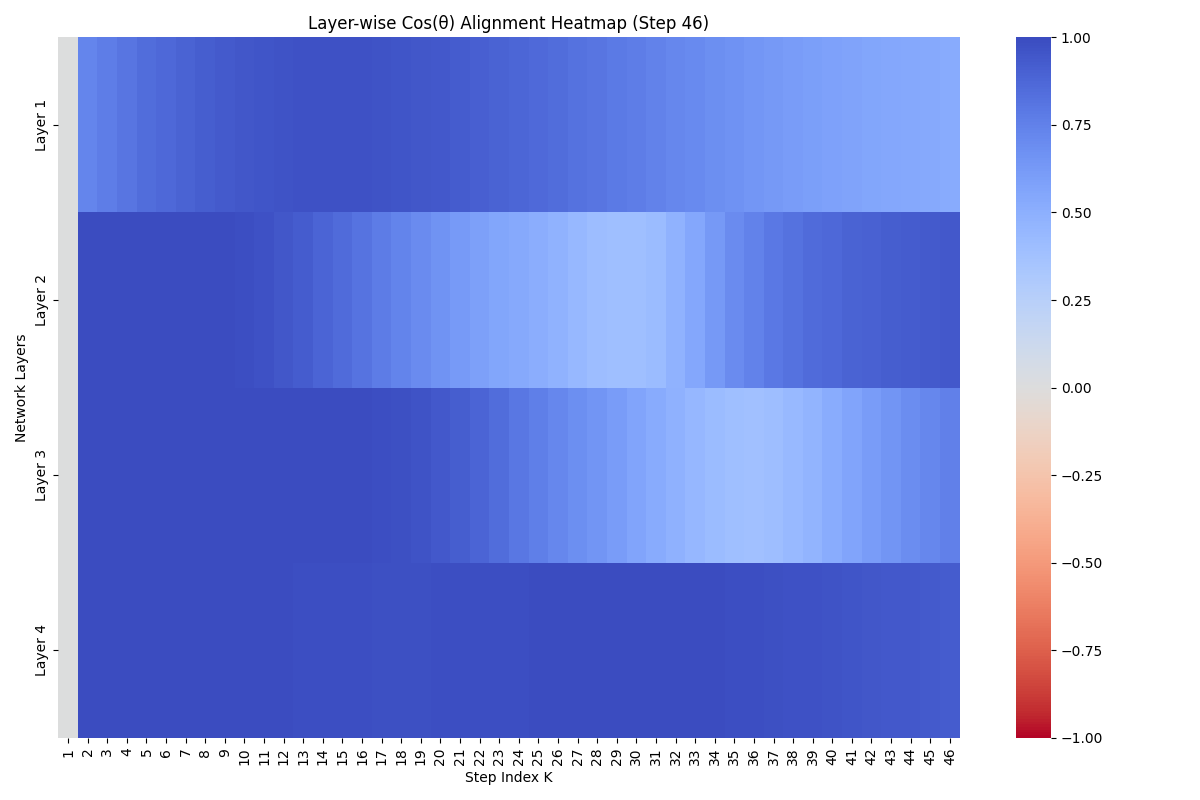 Layer-wise Cos(θ) Alignment Heatmap (Step 46)
Network Layers
Layer 1
Layer 2
Layer 3
Layer 4
1 2 3 4 5 6 7 8 9 10 11 12 13 14 15 16 17 18 19 20 21 22 23 24 25 26 27 28 29 30 31 32 33 34 35 36 37 38 39 40 41 42 43 44 45 46
Step Index K
1.00
0.75
0.50
0.25
0.00
−0.25
−0.50
−0.75
−1.00